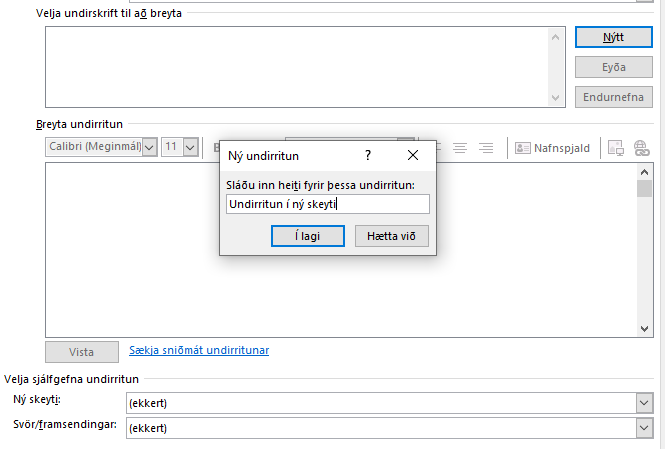 Velja undirskrift til að breyta
Nýtt
Eyða
Endurnefna
Breyta undirritun
Calibri (Meginmál) 11 B Nafnspjald
Ný undirritun ?
Sláðu inn heiti fyrir þessa undirritun:
Undirritun í ný skeyti
Í lagi Hætta við
Vista Sækja sniðmát undirritunar
Velja sjálfgefna undirritun
Ný skeyti: (ekkert)
Svör/framsendingar: (ekkert)